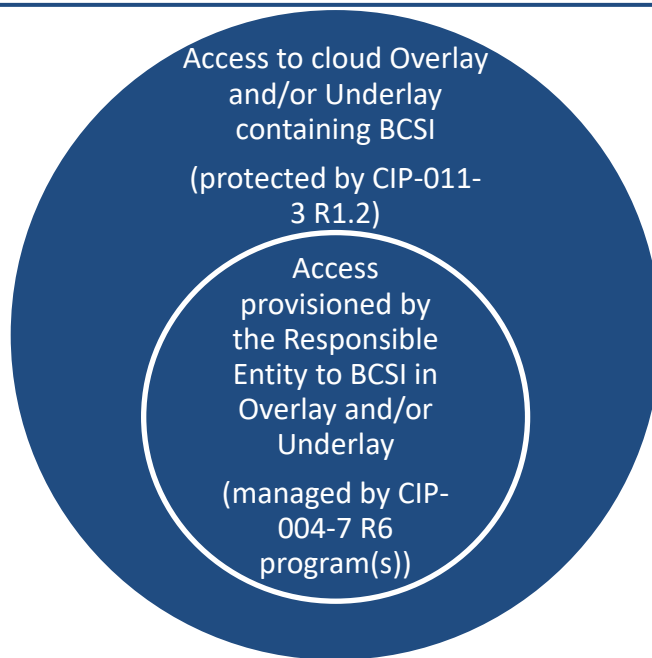 Access to cloud Overlay
and/or Underlay
containing BCSI
(protected by CIP-011-
3 R1.2)
Access
provisioned by
the Responsible
Entity to BCSI in
Overlay and/or
Underlay
(managed by CIP-
004-7 R6
program(s))